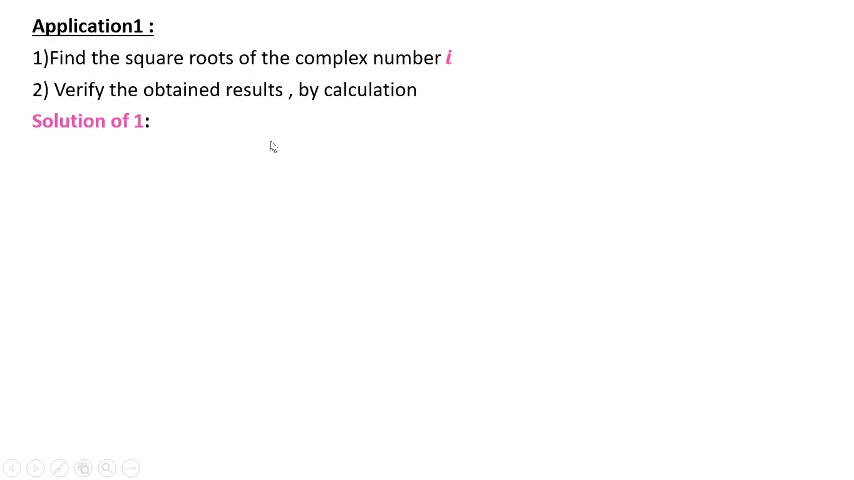 Application1 :
1)Find the square roots of the complex number i
2) Verify the obtained results , by calculation
Solution of 1: